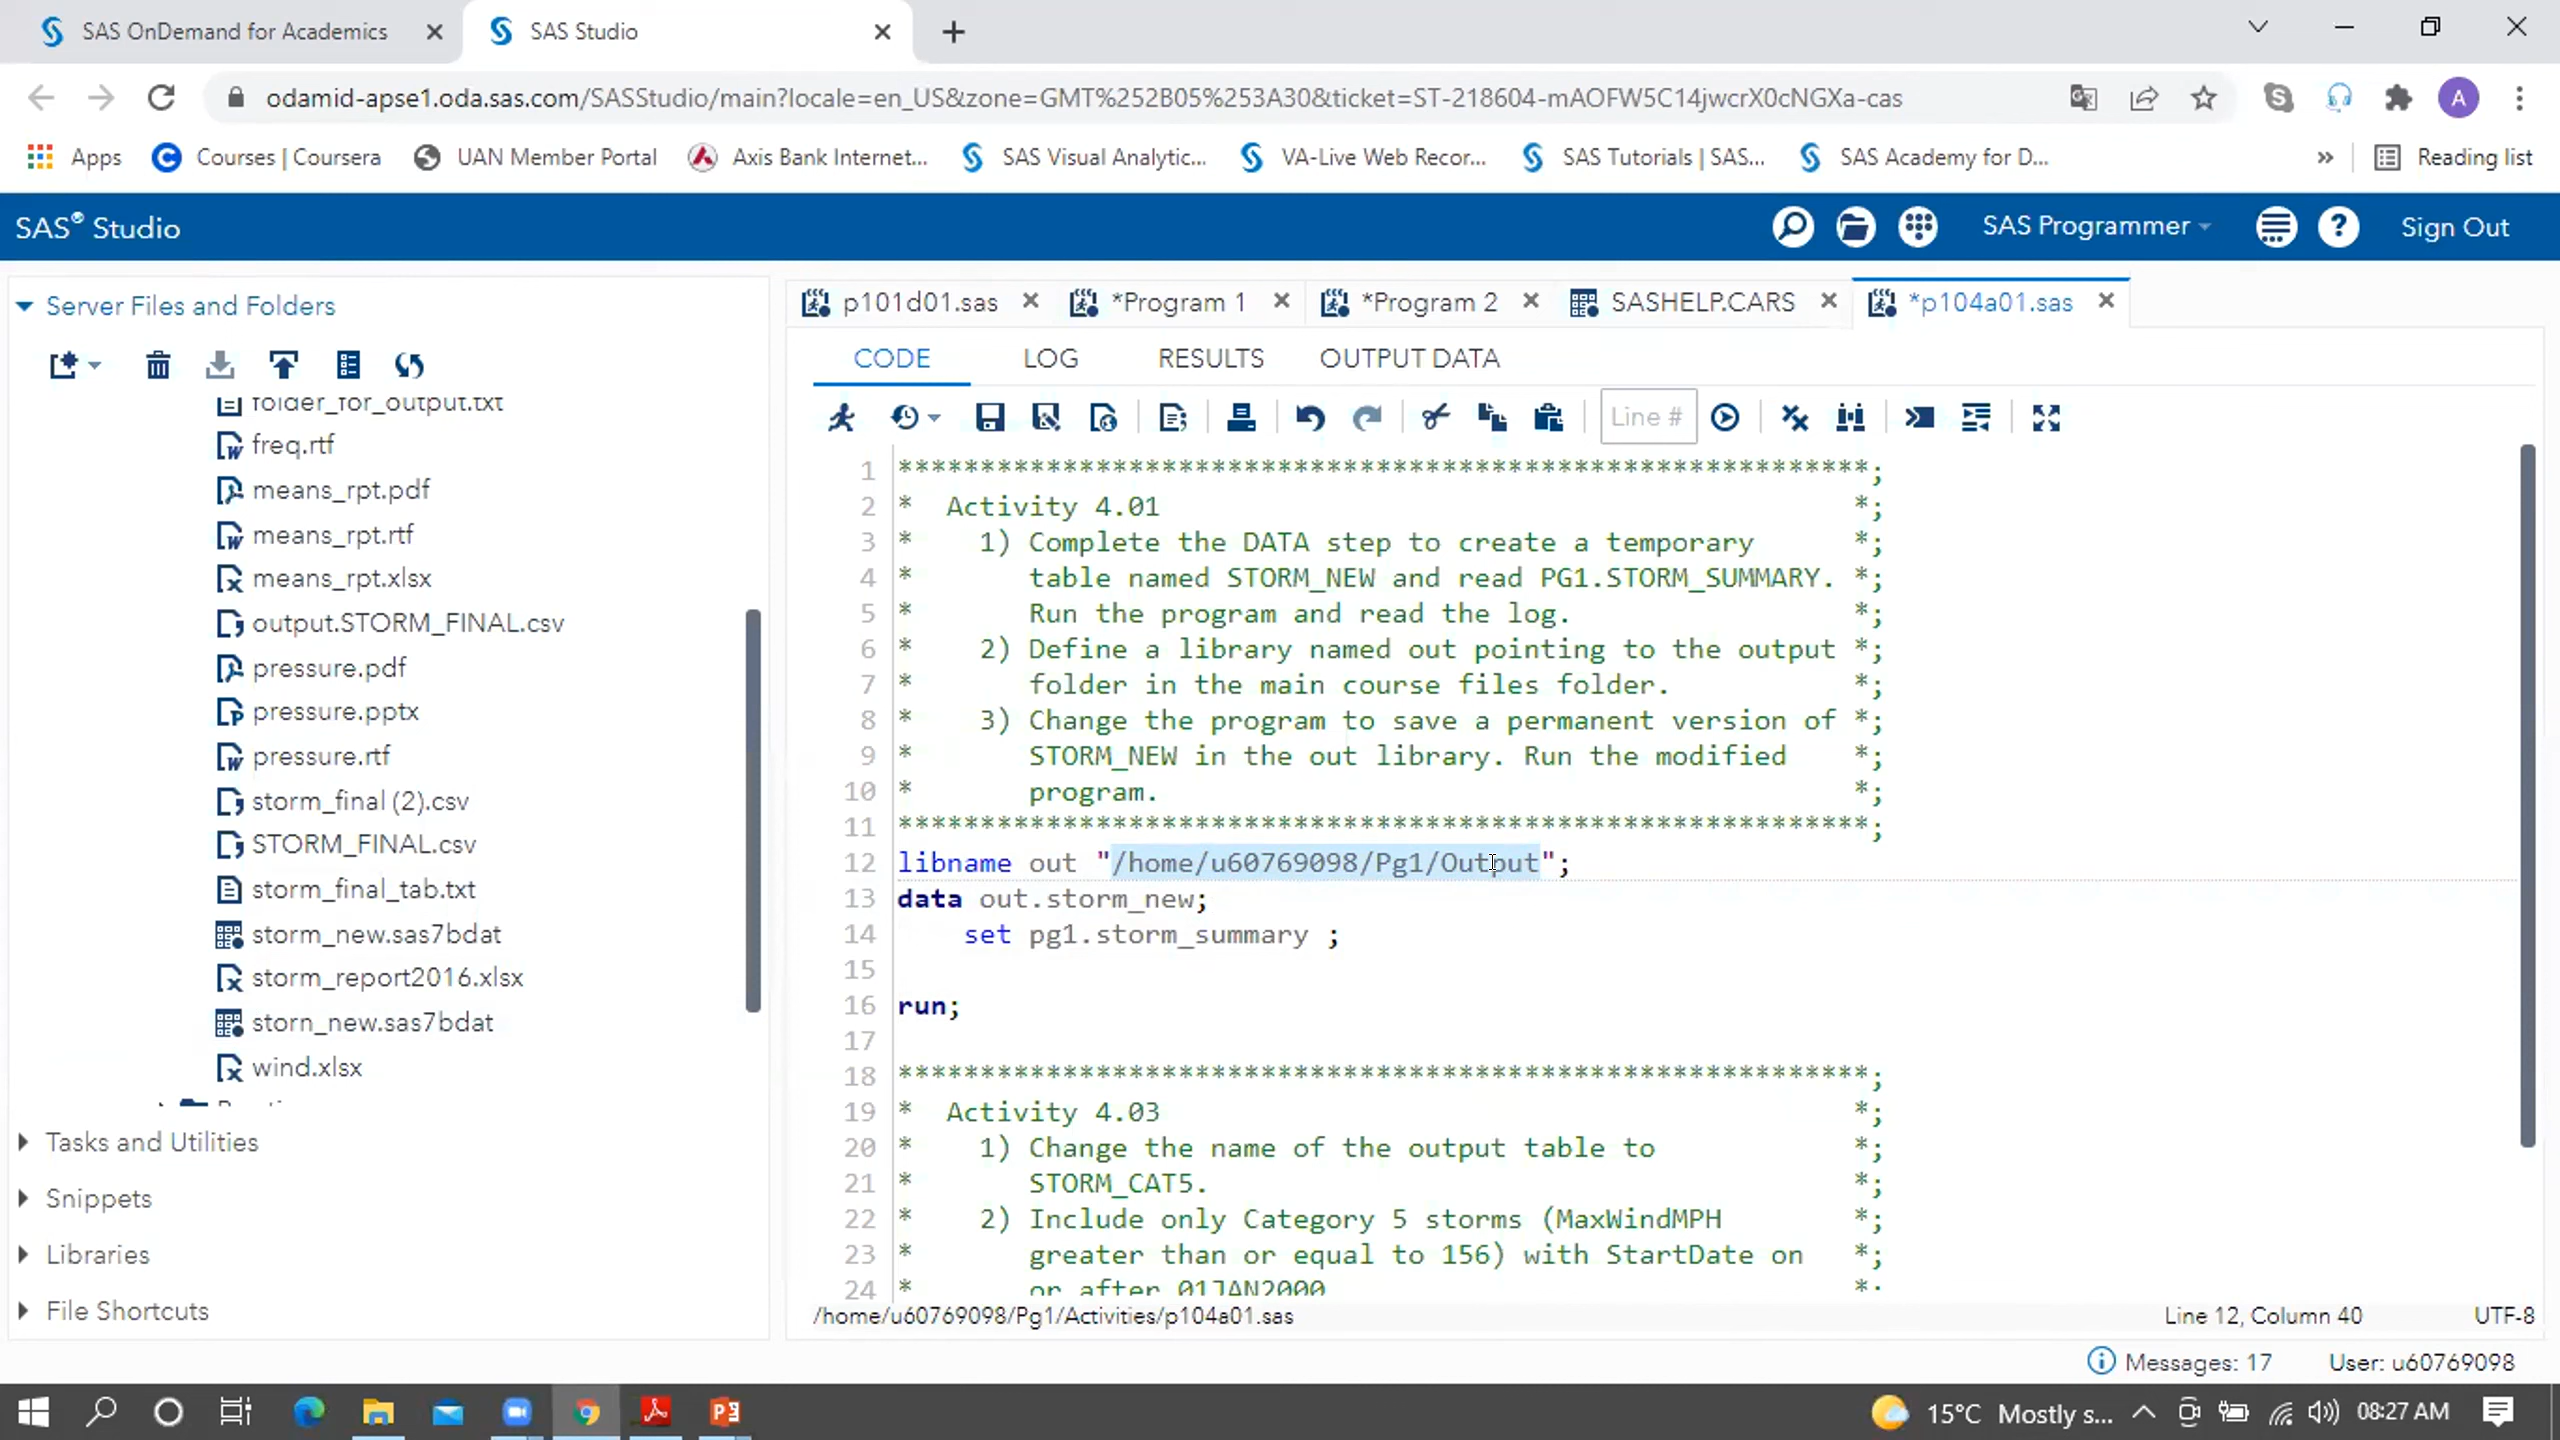 SAS OnDemand for Academics
SAS Studio
odamid-apse1.oda.sas.com/SASStudio/main?locale=en_US&zone=GMT%252B05%253A30&ticket=ST-218604-mAOFW5C14jwcrX0cNGXa-cas
A
Apps
Courses | Coursera
UAN Member Portal
Axis Bank Internet...
SAS Visual Analytic...
VA-Live Web Recor...
SAS Tutorials | SAS...
SAS Academy for D...
»
Reading list
SAS® Studio
SAS Programmer
Sign Out
Server Files and Folders
folder_for_output.txt
freq.rtf
means_rpt.pdf
means_rpt.rtf
means_rpt.xlsx
output.STORM_FINAL.csv
pressure.pdf
pressure.pptx
pressure.rtf
storm_final (2).csv
STORM_FINAL.csv
storm_final_tab.txt
storm_new.sas7bdat
storm_report2016.xlsx
storn_new.sas7bdat
wind.xlsx
Tasks and Utilities
Snippets
Libraries
File Shortcuts
p101d01.sas
*Program 1
*Program 2
SASHELP.CARS
*p104a01.sas
CODE
LOG
RESULTS
OUTPUT DATA
Line #
1 ***********************************************************;
2 *  Activity 4.01 *;
3 *    1) Complete the DATA step to create a temporary *;
4 *       table named STORM_NEW and read PG1.STORM_SUMMARY. *;
5 *       Run the program and read the log. *;
6 *    2) Define a library named out pointing to the output *;
7 *       folder in the main course files folder. *;
8 *    3) Change the program to save a permanent version of *;
9 *       STORM_NEW in the out library. Run the modified *;
10 *       program. *;
11 ***********************************************************;
12 libname out "/home/u60769098/Pg1/Output";
13 data out.storm_new;
14     set pg1.storm_summary ;
15
16 run;
17
18 ***********************************************************;
19 *  Activity 4.03 *;
20 *    1) Change the name of the output table to *;
21 *       STORM_CAT5. *;
22 *    2) Include only Category 5 storms (MaxWindMPH *;
23 *       greater than or equal to 156) with StartDate on *;
24 *       or after 01JAN2000 *;
/home/u60769098/Pg1/Activities/p104a01.sas
Line 12, Column 40
UTF-8
Messages: 17
User: u60769098
15°C Mostly s...
08:27 AM